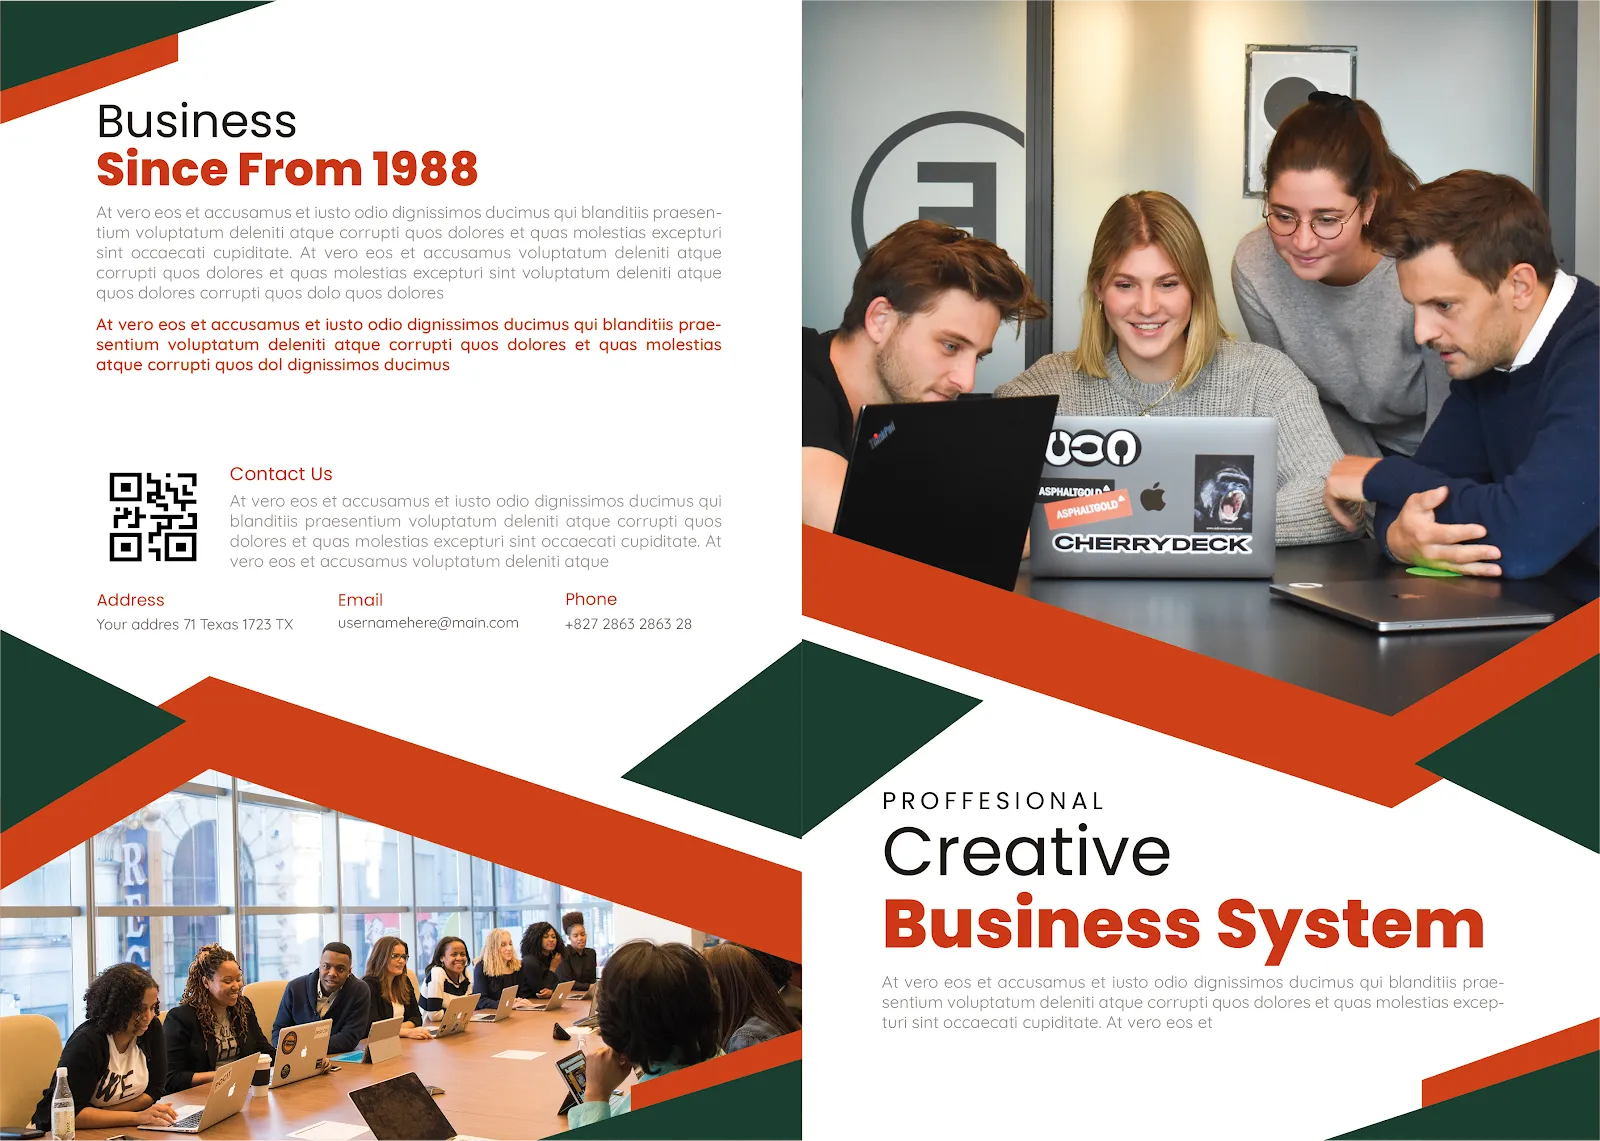 Business
Since From 1988
At vero eos et accusamus et iusto odio dignissimos ducimus qui blanditiis praesen-
tium voluptatum deleniti atque corrupti quos dolores et quas molestias excepturi
sint occaecati cupiditate. At vero eos et accusamus voluptatum deleniti atque
corrupti quos dolores et quas molestias excepturi sint voluptatum deleniti atque
quos dolores corrupti quos dolo quos dolores
At vero eos et accusamus et iusto odio dignissimos ducimus qui blanditiis prae-
sentium voluptatum deleniti atque corrupti quos dolores et quas molestias
atque corrupti quos dol dignissimos ducimus
Contact Us
At vero eos et accusamus et iusto odio dignissimos ducimus qui
blanditiis praesentium voluptatum deleniti atque corrupti quos
dolores et quas molestias excepturi sint occaecati cupiditate. At
vero eos et accusamus voluptatum deleniti atque
Address
Your addres 71 Texas 1723 TX
Email
usernamehere@main.com
Phone
+827 2863 2863 28
ThinkPad
ASPHALTGOLD
ASPHALTGOLD
CHERRYDECK
PROFFESIONAL
Creative
Business System
At vero eos et accusamus et iusto odio dignissimos ducimus qui blanditiis prae-
sentium voluptatum deleniti atque corrupti quos dolores et quas molestias excep-
turi sint occaecati cupiditate. At vero eos et